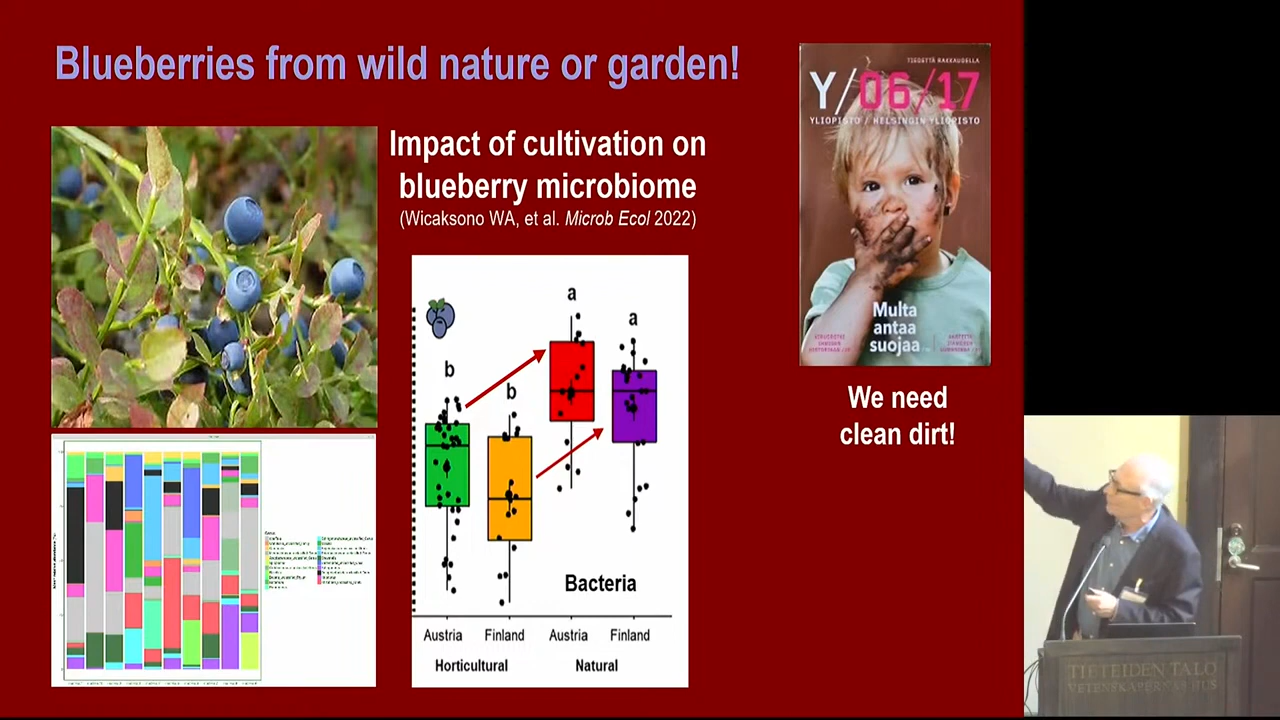 Blueberries from wild nature or garden!
Impact of cultivation on
blueberry microbiome
(Wicaksono WA, et al. Microb Ecol 2022)
a
a
b
b
Bacteria
Austria
Finland
Austria
Finland
Horticultural
Natural
TIEDETTÄ RAKKAUDELLA
Y/06/17
YLIOPISTO / HELSINGIN YLIOPISTO
Multa
antaa
suojaa
We need
clean dirt!
TIETEIDEN TALO
VETENSKAPERNAS HUS